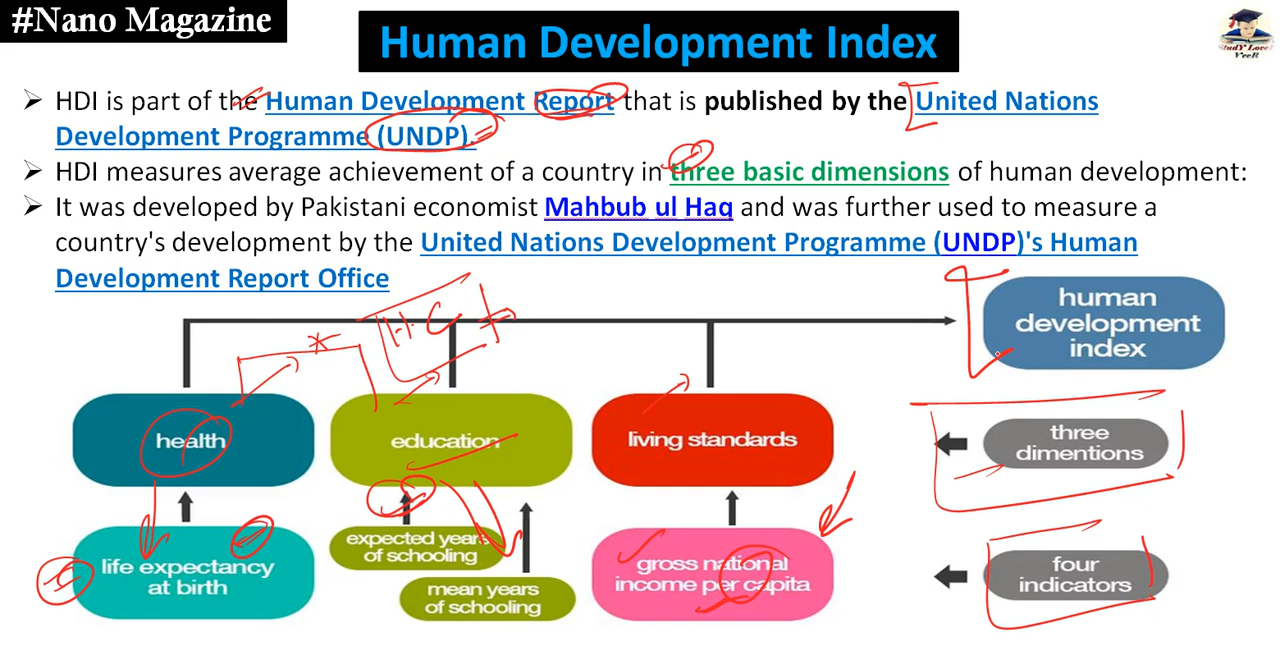 #Nano Magazine
Human Development Index
StudY Lover
VeeR
➢ HDI is part of the Human Development Report that is published by the United Nations
Development Programme (UNDP).
➢ HDI measures average achievement of a country in three basic dimensions of human development:
➢ It was developed by Pakistani economist Mahbub ul Haq and was further used to measure a
country's development by the United Nations Development Programme (UNDP)'s Human
Development Report Office
H.C
human
development
index
health
education
living standards
three
dimentions
life expectancy
at birth
expected years
of schooling
mean years
of schooling
gross national
income per capita
four
indicators